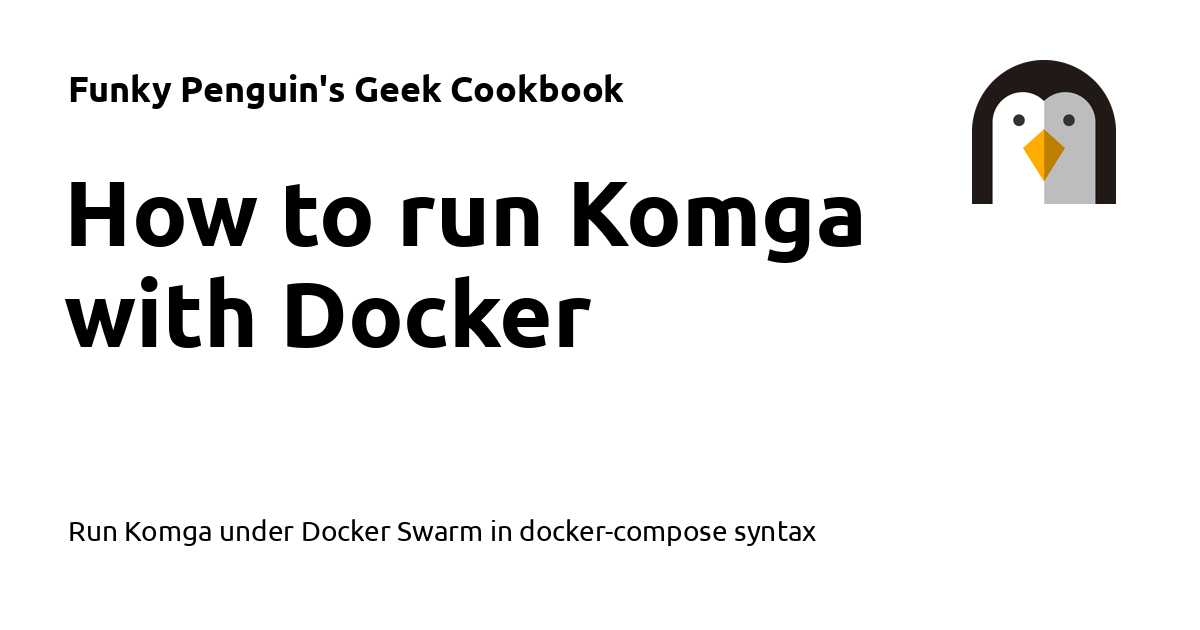 Funky Penguin's Geek Cookbook
How to run Komga
with Docker
Run Komga under Docker Swarm in docker-compose syntax